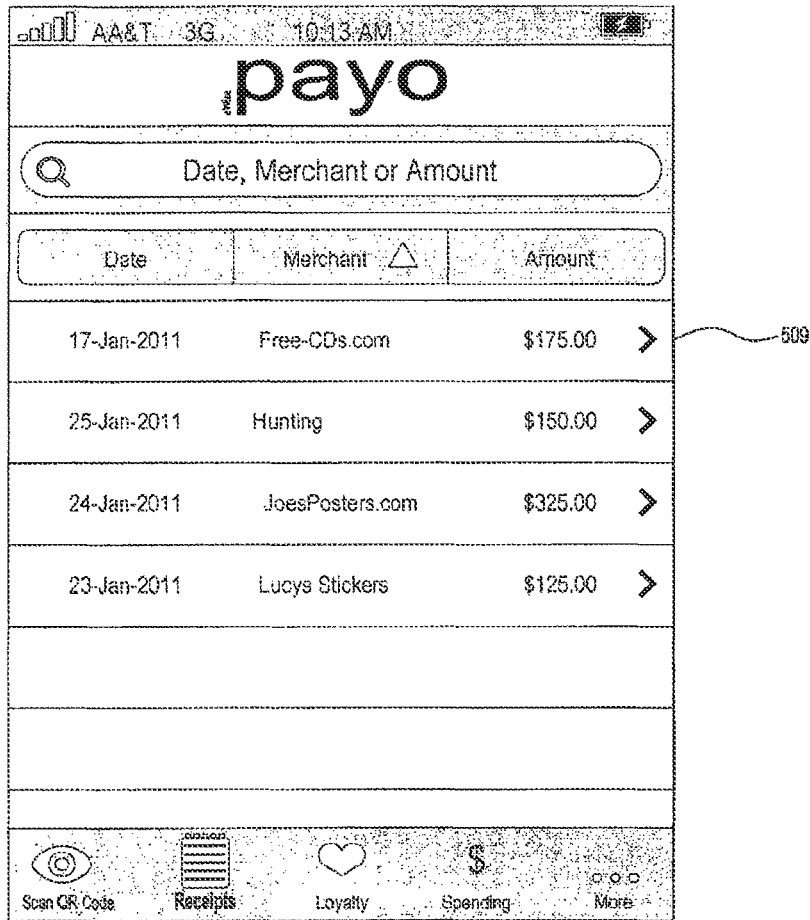 AA&T 3G 10:13 AM
payo
Date, Merchant or Amount
Date Merchant Amount
17-Jan-2011 Free-CDs.com $175.00 >
509
25-Jan-2011 Hunting $150.00 >
24-Jan-2011 JoesPosters.com $325.00 >
23-Jan-2011 Lucys Stickers $125.00 >
$
Scan QR Code Receipts Loyalty Spending More